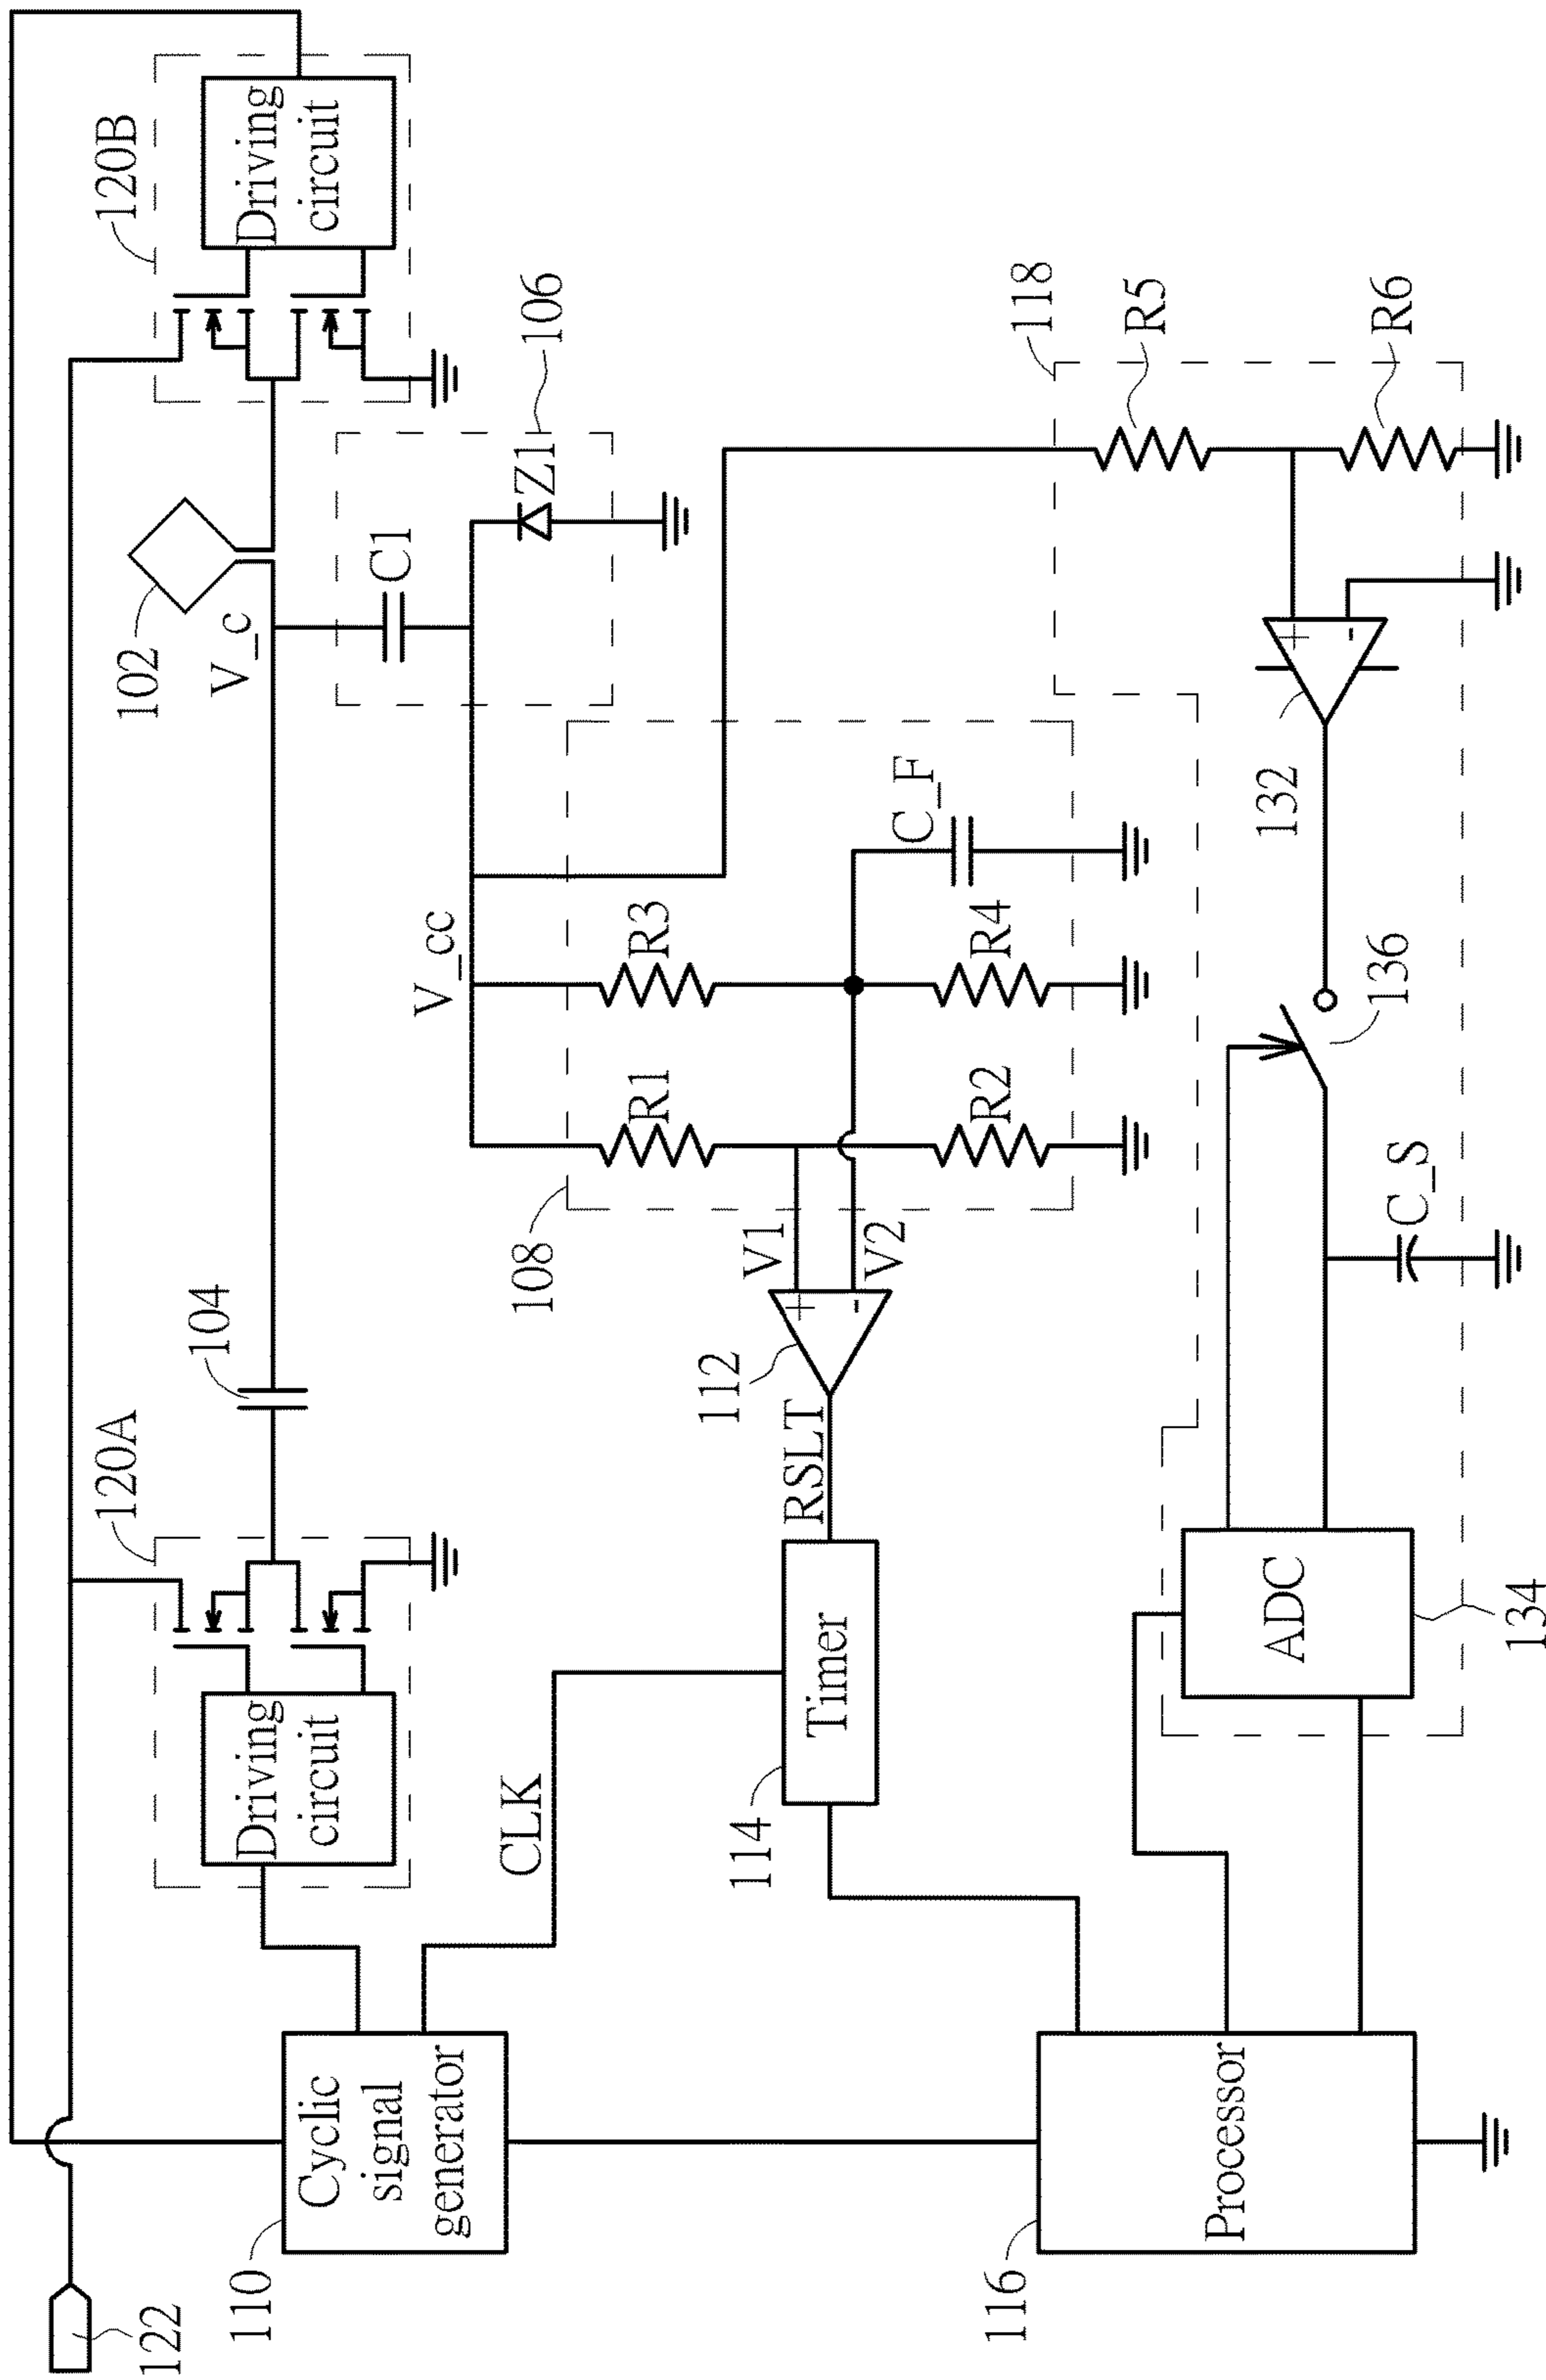 122
110
Cyclic
signal
generator
120A
Driving
circuit
104
102
V_c
120B
Driving
circuit
C1
Z1
106
V_cc
CLK
108
R1
R3
R2
R4
C_F
V1
V2
+
-
112
RSLT
114
Timer
116
Processor
118
R5
R6
+
-
132
136
C_S
ADC
134